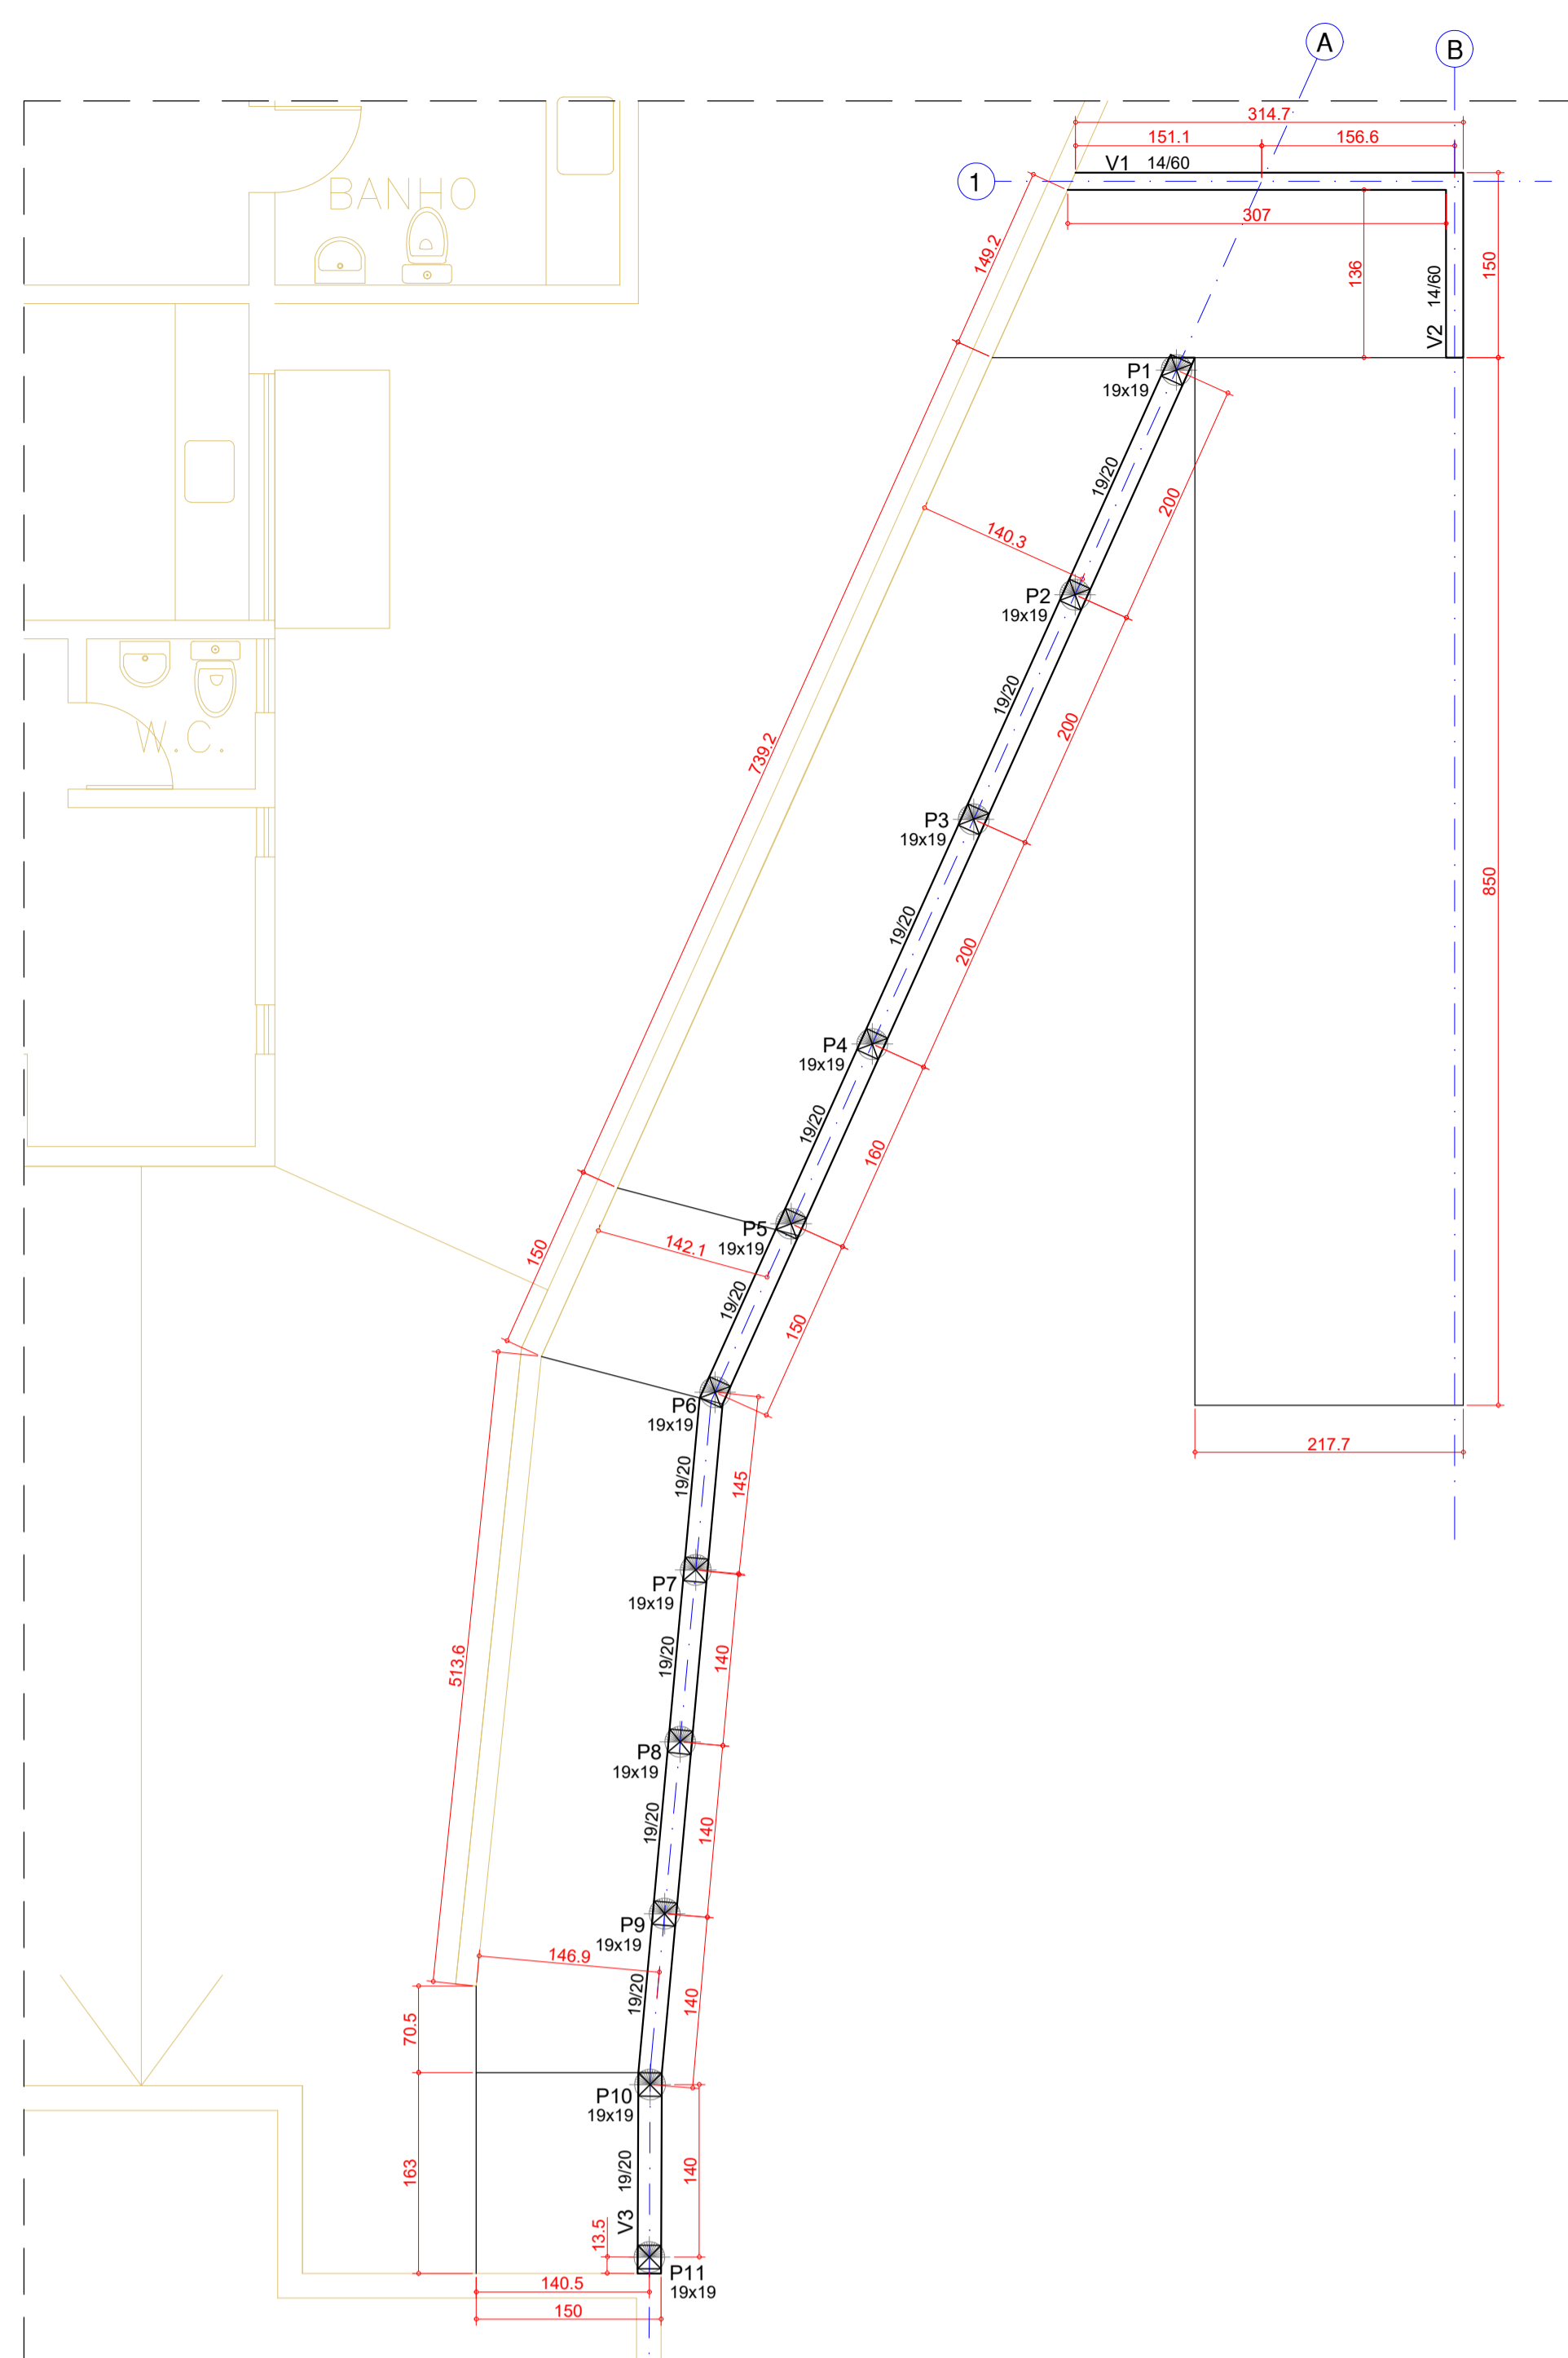 A
B
314.7
151.1
156.6
V1 14/60
1
BANHO
307
149.2
136
14/60
V2
150
P1
19x19
19/20
200
140.3
P2
19x19
19/20
200
W.C.
739.2
P3
19x19
19/20
200
850
P4
19x19
19/20
160
P5
19x19
142.1
150
19/20
150
P6
19x19
217.7
19/20
145
P7
19x19
513.6
19/20
140
P8
19x19
19/20
140
P9
19x19
146.9
19/20
140
70.5
P10
19x19
163
19/20
140
V3
13.5
P11
19x19
140.5
150